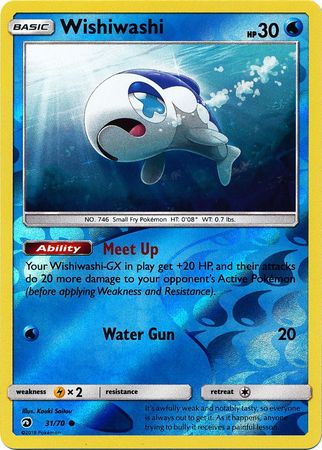 BASIC Wishiwashi HP 30
NO. 746 Small Fry Pokémon HT: 0'08" WT: 0.7 lbs.
Ability Meet Up
Your Wishiwashi-GX in play get +20 HP, and their attacks
do 20 more damage to your opponent's Active Pokémon
(before applying Weakness and Resistance).
Water Gun 20
weakness × 2 resistance retreat
Illus. Kouki Saitou
31/70
©2018 Pokémon
It's awfully weak and notably tasty, so everyone
is always out to get it. As it happens, anyone
trying to bully it receives a painful lesson.